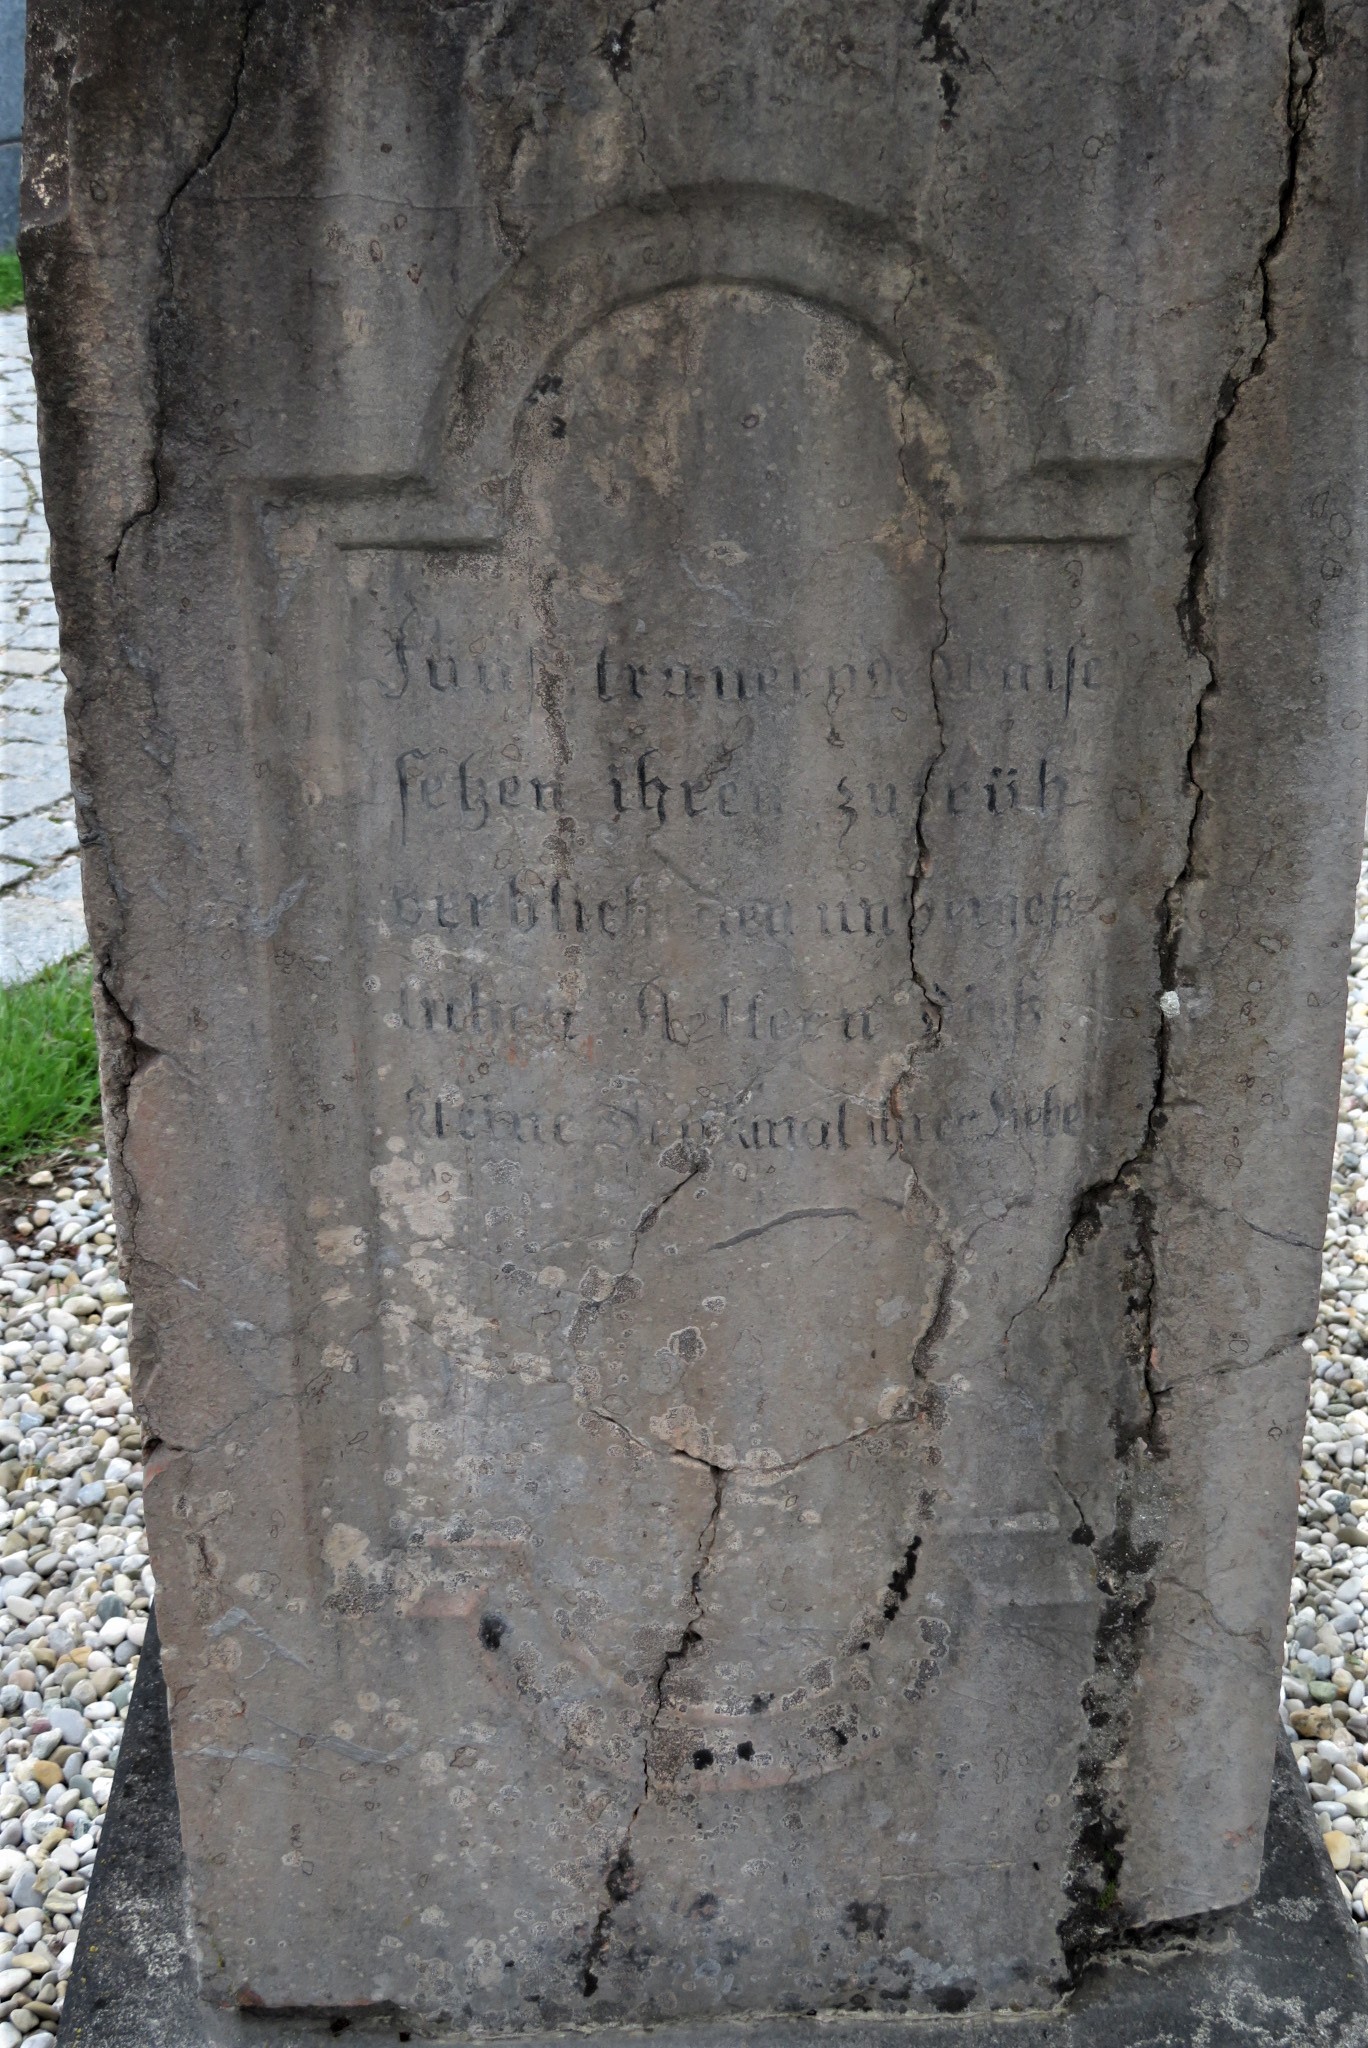 Fünf trauernde Waise
setzen ihren zu früh
verblichenen unvergeß
lichen Aeltern dieß
kleine Denkmal ihrer Liebe